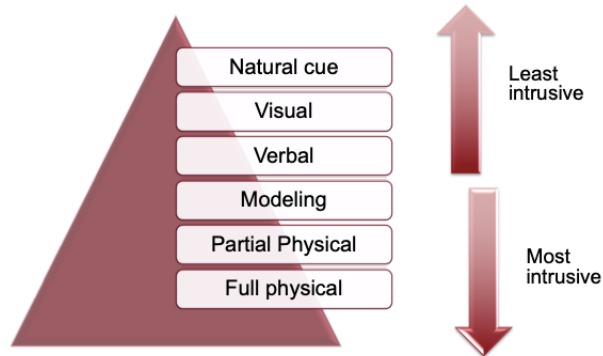 Natural cue
Visual
Verbal
Modeling
Partial Physical
Full physical
Least
intrusive
Most
intrusive